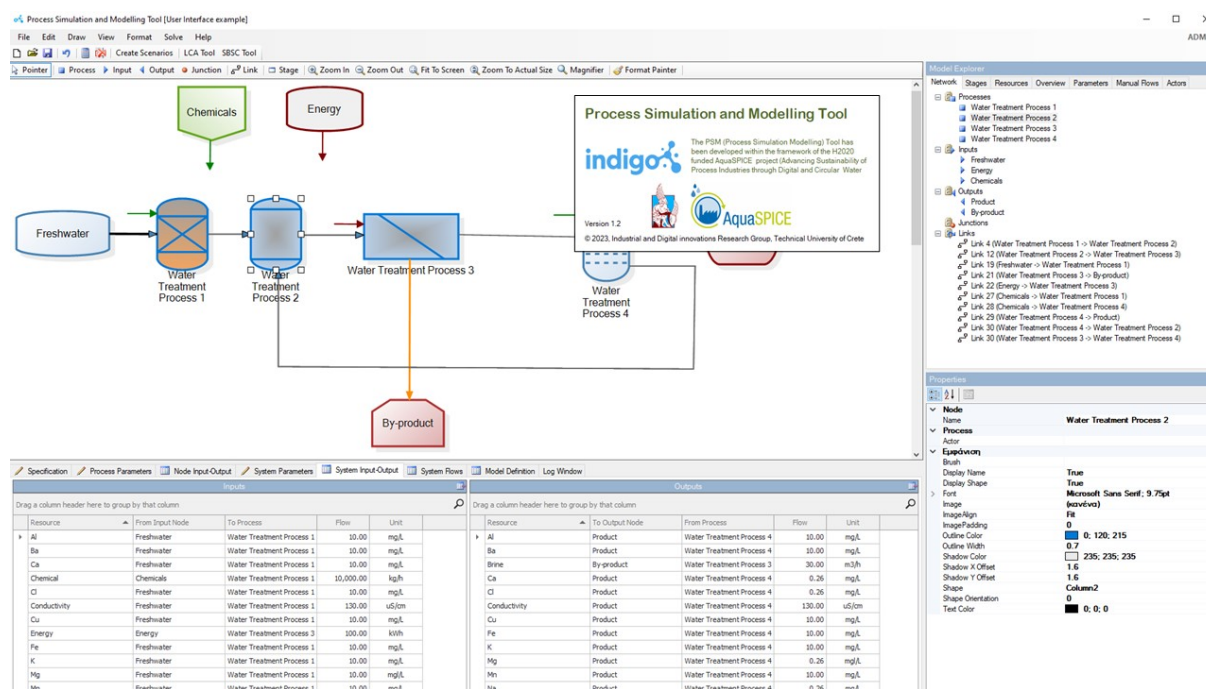 Process Simulation and Modelling Tool [User Interface example]
File Edit Draw View Format Solve Help
ADM
Create Scenarios LCA Tool SBSC Tool
Pointer Process Input Output Junction Link Stage Zoom In Zoom Out Fit To Screen Zoom To Actual Size Magnifier Format Painter
Chemicals
Energy
Freshwater
Water
Treatment
Process 1
Water
Treatment
Process 2
Water Treatment Process 3
Water
Treatment
Process 4
By-product
Process Simulation and Modelling Tool
indigo
The PSM (Process Simulation Modelling) Tool has
been developed within the framework of the H2020
funded AquaSPICE project (Advancing Sustainability of
Process Industries through Digital and Circular Water
AquaSPICE
Version 1.2
© 2023, Industrial and Digital innovations Research Group, Technical University of Crete
Model Explorer
Network Stages Resources Overview Parameters Manual Rows Actors
Processes
Water Treatment Process 1
Water Treatment Process 2
Water Treatment Process 3
Water Treatment Process 4
Inputs
Freshwater
Energy
Chemicals
Outputs
Product
By-product
Junctions
Links
Link 4 (Water Treatment Process 1 -> Water Treatment Process 2)
Link 12 (Water Treatment Process 2 -> Water Treatment Process 3)
Link 19 (Freshwater -> Water Treatment Process 1)
Link 21 (Water Treatment Process 3 -> By-product)
Link 22 (Energy -> Water Treatment Process 3)
Link 27 (Chemicals -> Water Treatment Process 1)
Link 28 (Chemicals -> Water Treatment Process 4)
Link 29 (Water Treatment Process 4 -> Product)
Link 30 (Water Treatment Process 4 -> Water Treatment Process 2)
Link 30 (Water Treatment Process 3 -> Water Treatment Process 4)
Properties
Node
Name Water Treatment Process 2
Process
Actor
Εμφάνιση
Brush
Display Name True
Display Shape True
Font Microsoft Sans Serif; 9.75pt
Image (κανένα)
ImageAlign Fit
ImagePadding 0
Outline Color 0; 120; 215
Outline Width 0.7
Shadow Color 235; 235; 235
Shadow X Offset 1.6
Shadow Y Offset 1.6
Shape Column2
Shape Orientation 0
Text Color 0; 0; 0
Specification Process Parameters Node Input-Output System Parameters System Input-Output System Flows Model Definition Log Window
Inputs
Drag a column header here to group by that column
Resource From Input Node To Process Flow Unit
Al Freshwater Water Treatment Process 1 10.00 mg/L
Ba Freshwater Water Treatment Process 1 10.00 mg/L
Ca Freshwater Water Treatment Process 1 10.00 mg/L
Chemical Chemicals Water Treatment Process 1 10,000.00 kg/h
Cl Freshwater Water Treatment Process 1 10.00 mg/L
Conductivity Freshwater Water Treatment Process 1 130.00 uS/cm
Cu Freshwater Water Treatment Process 1 10.00 mg/L
Energy Energy Water Treatment Process 3 100.00 kWh
Fe Freshwater Water Treatment Process 1 10.00 mg/L
K Freshwater Water Treatment Process 1 10.00 mg/L
Mg Freshwater Water Treatment Process 1 10.00 mg/L
Mn Freshwater Water Treatment Process 1 10.00 mg/L
Outputs
Drag a column header here to group by that column
Resource To Output Node From Process Flow Unit
Al Product Water Treatment Process 4 10.00 mg/L
Ba Product Water Treatment Process 4 10.00 mg/L
Brine By-product Water Treatment Process 3 30.00 m3/h
Ca Product Water Treatment Process 4 0.26 mg/L
Cl Product Water Treatment Process 4 0.26 mg/L
Conductivity Product Water Treatment Process 4 130.00 uS/cm
Cu Product Water Treatment Process 4 10.00 mg/L
Fe Product Water Treatment Process 4 10.00 mg/L
K Product Water Treatment Process 4 10.00 mg/L
Mg Product Water Treatment Process 4 0.26 mg/L
Mn Product Water Treatment Process 4 10.00 mg/L
Na Product Water Treatment Process 4 0.26 mg/L